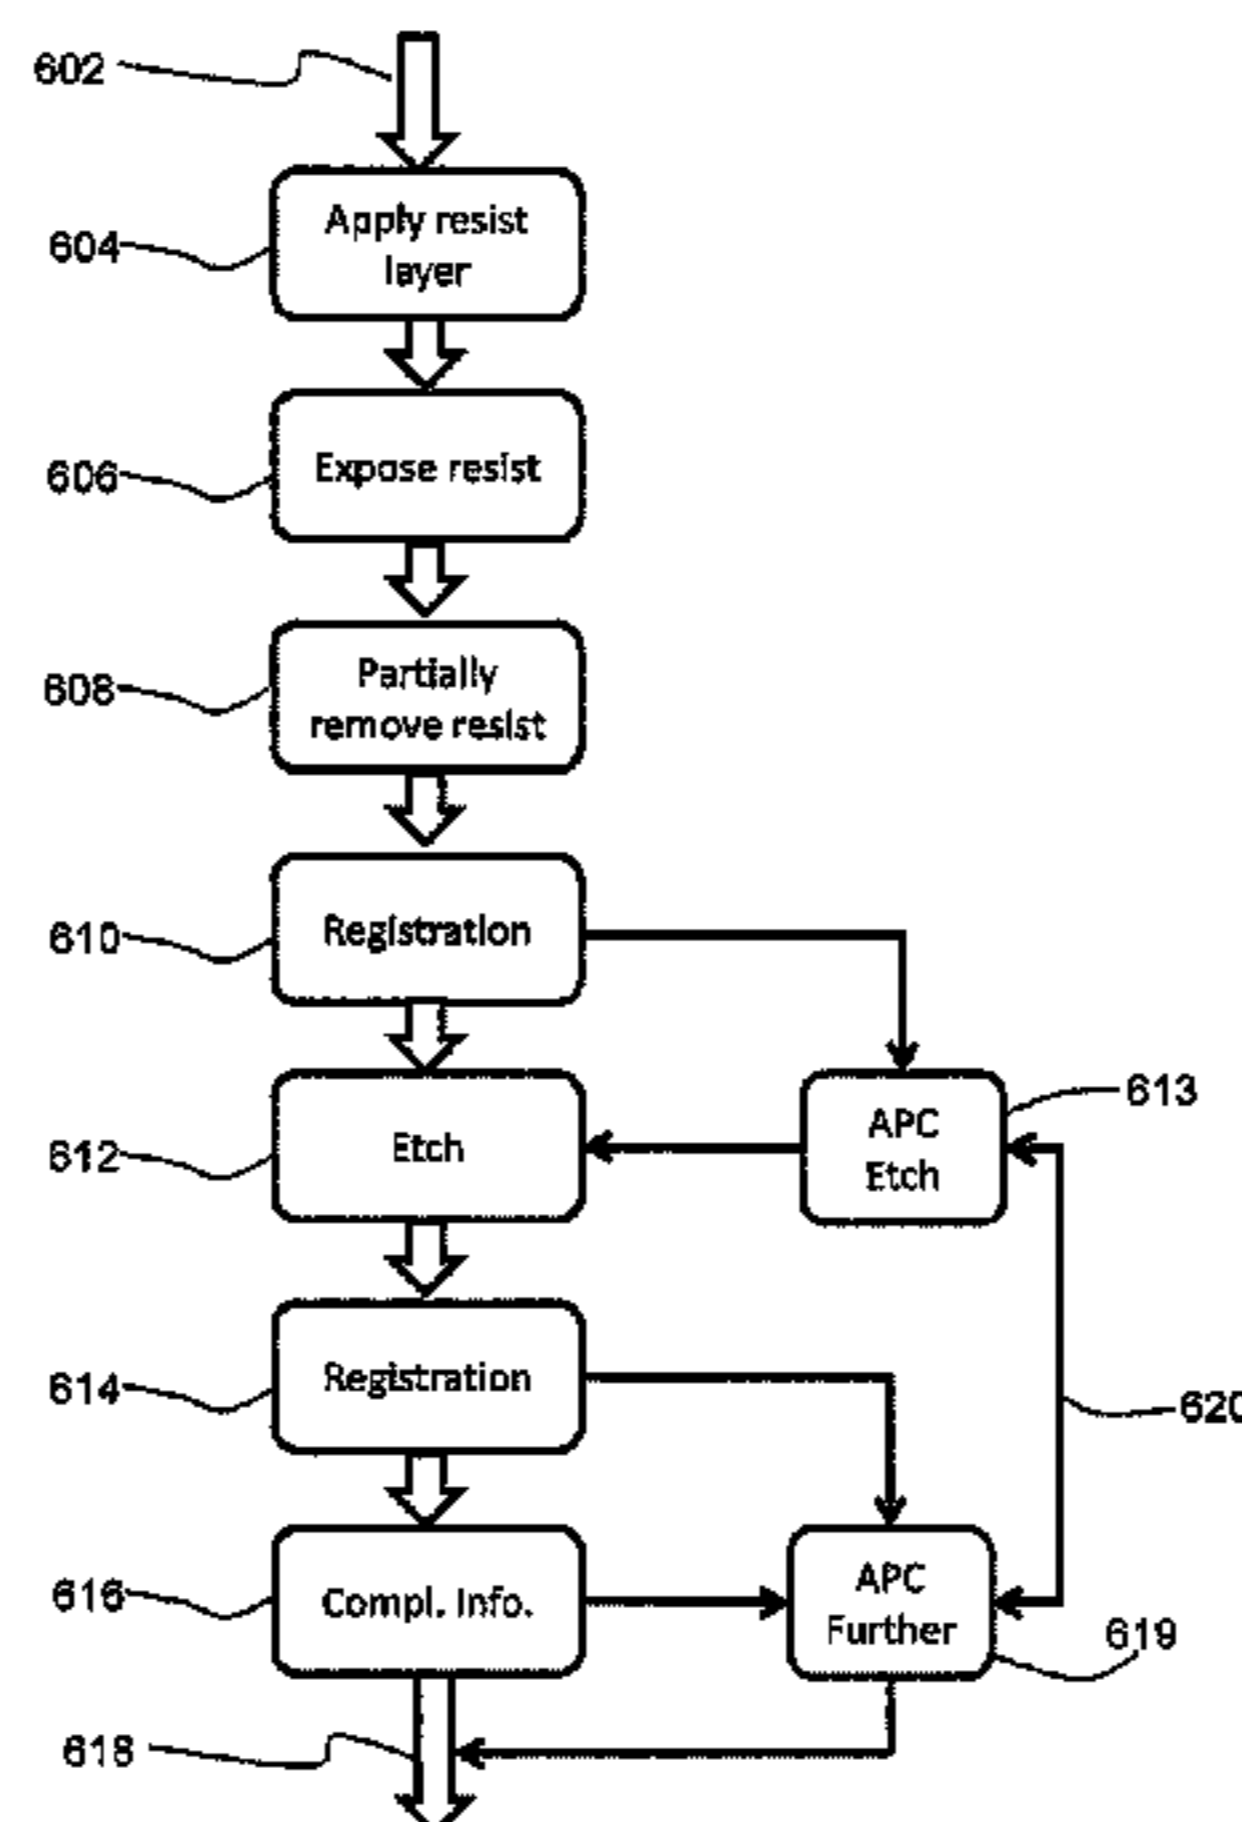 602
Apply resist
layer
604
Expose resist
606
Partially
remove resist
608
Registration
610
Etch
612
APC
Etch
613
Registration
614
620
Compl. Info.
616
APC
Further
619
618